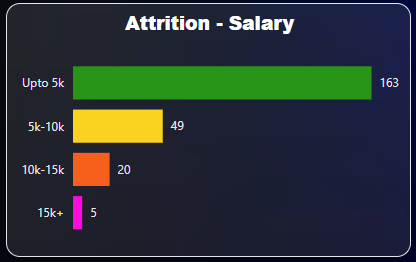 Attrition - Salary
Upto 5k 163
5k-10k 49
10k-15k 20
15k+ 5